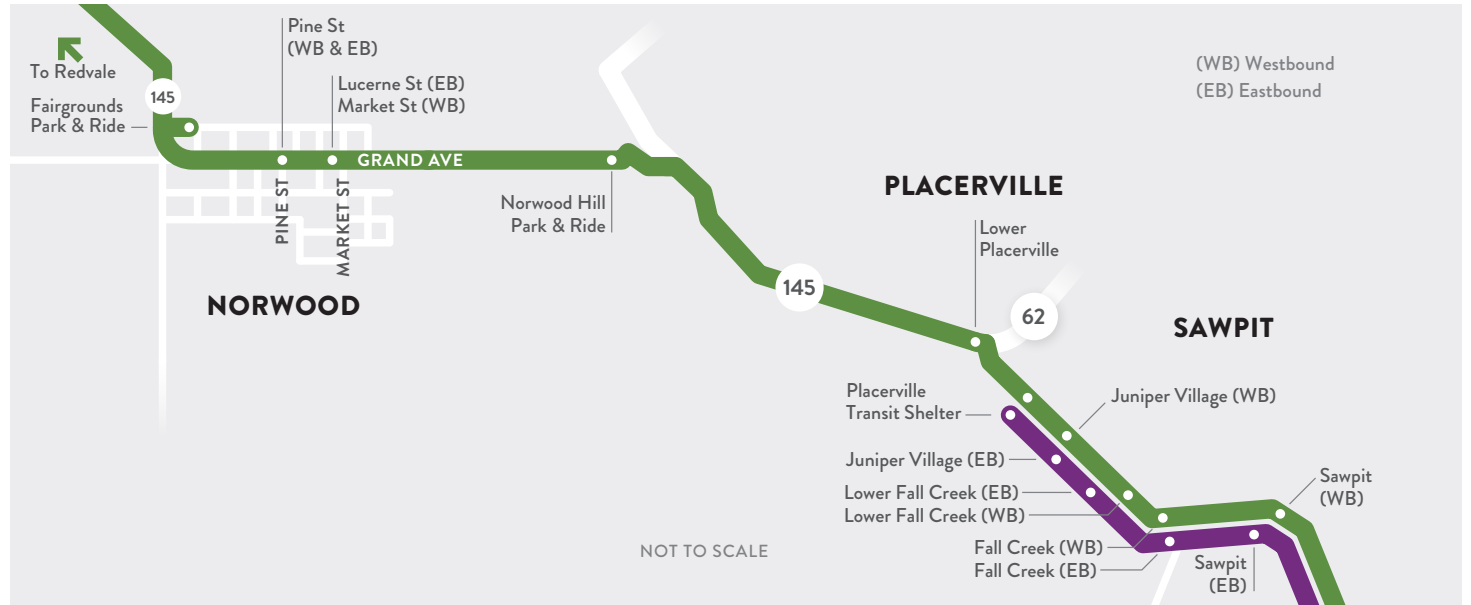 Pine St
(WB & EB)
To Redvale
145
Fairgrounds
Park & Ride
Lucerne St (EB)
Market St (WB)
(WB) Westbound
(EB) Eastbound
GRAND AVE
PINE ST
MARKET ST
NORWOOD
Norwood Hill
Park & Ride
PLACERVILLE
Lower
Placerville
145
62
SAWPIT
Placerville
Transit Shelter
Juniper Village (WB)
Juniper Village (EB)
Lower Fall Creek (EB)
Lower Fall Creek (WB)
Sawpit
(WB)
NOT TO SCALE
Fall Creek (WB)
Fall Creek (EB)
Sawpit
(EB)